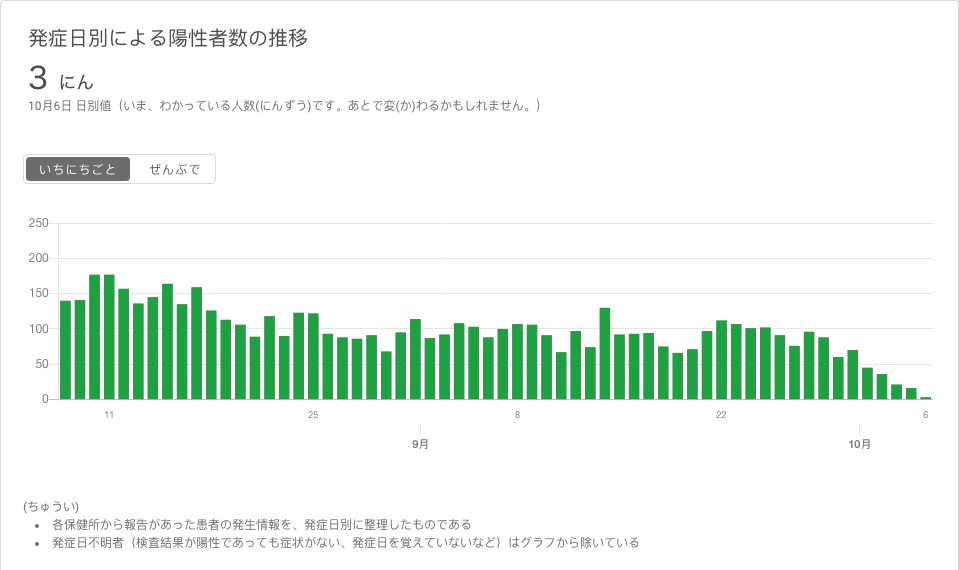 発症日別による陽性者数の推移
3 にん
10月6日 日別値（いま、わかっている人数(にんずう)です。あとで変(か)わるかもしれません。）
いちにちごと ぜんぶで
250
200
150
100
50
0
11 25 8 22 6
9月 10月
(ちゅうい)
• 各保健所から報告があった患者の発生情報を、発症日別に整理したものである
• 発症日不明者（検査結果が陽性であっても症状がない、発症日を覚えていないなど）はグラフから除いている